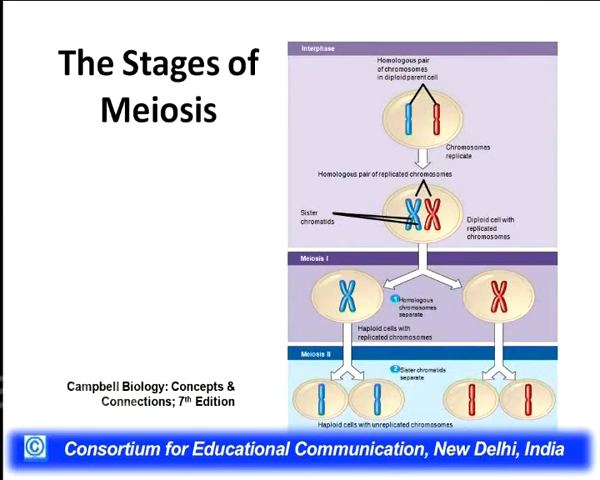 The Stages of
Meiosis
Interphase
Homologous pair
of chromosomes
in diploid parent cell
Chromosomes
replicate
Homologous pair of replicated chromosomes
Sister
chromatids
Diploid cell with
replicated
chromosomes
Meiosis I
1 Homologous
chromosomes
separate
Haploid cells with
replicated chromosomes
Meiosis II
2 Sister chromatids
separate
Haploid cells with unreplicated chromosomes
Campbell Biology: Concepts &
Connections; 7th Edition
© Consortium for Educational Communication, New Delhi, India